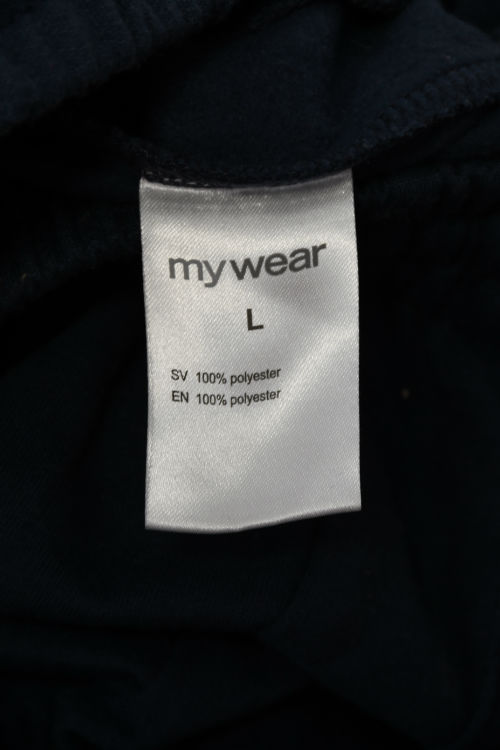 mywear
L
SV 100% polyester
EN 100% polyester